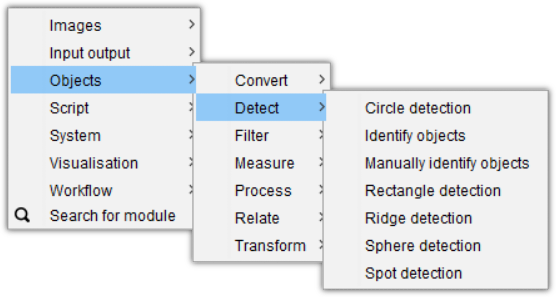 Images
Input output
Objects
Script
System
Visualisation
Workflow
Search for module
Convert
Detect
Filter
Measure
Process
Relate
Transform
Circle detection
Identify objects
Manually identify objects
Rectangle detection
Ridge detection
Sphere detection
Spot detection